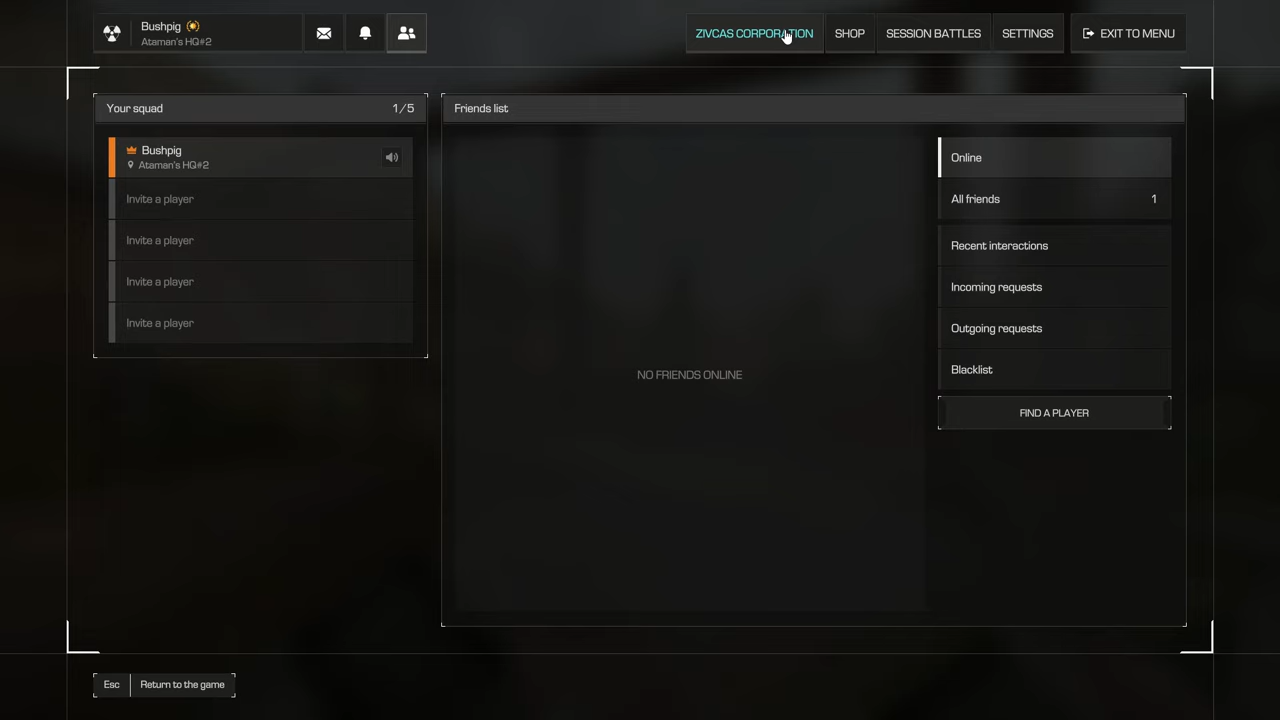 Bushpig
Ataman's HQ#2
ZIVCAS CORPORATION
SHOP
SESSION BATTLES
SETTINGS
EXIT TO MENU
Your squad
1/5
Bushpig
Ataman's HQ#2
Invite a player
Invite a player
Invite a player
Invite a player
Friends list
NO FRIENDS ONLINE
Online
All friends 1
Recent interactions
Incoming requests
Outgoing requests
Blacklist
FIND A PLAYER
Esc Return to the game